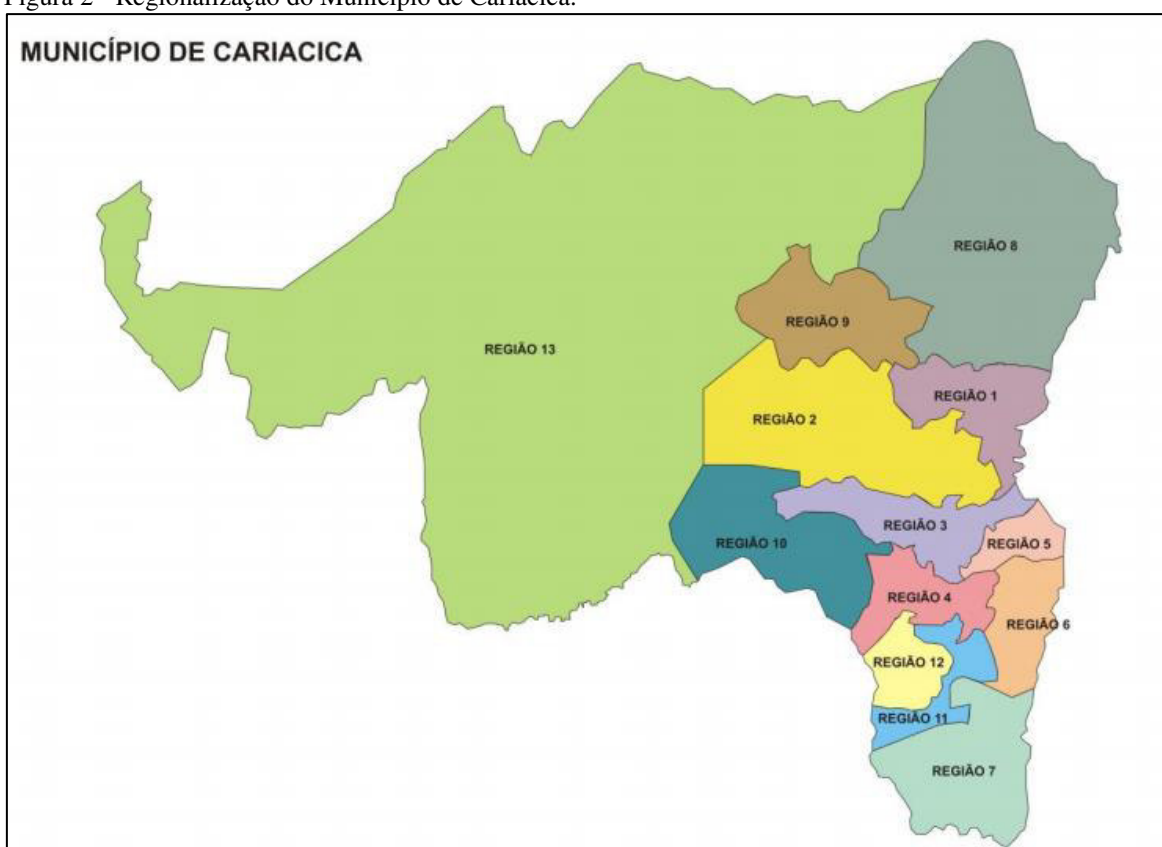 Figura 2 - Regionalização do Município de Cariacica.
MUNICÍPIO DE CARIACICA
REGIÃO 8
REGIÃO 9
REGIÃO 13
REGIÃO 1
REGIÃO 2
REGIÃO 3
REGIÃO 5
REGIÃO 10
REGIÃO 4
REGIÃO 6
REGIÃO 12
REGIÃO 11
REGIÃO 7